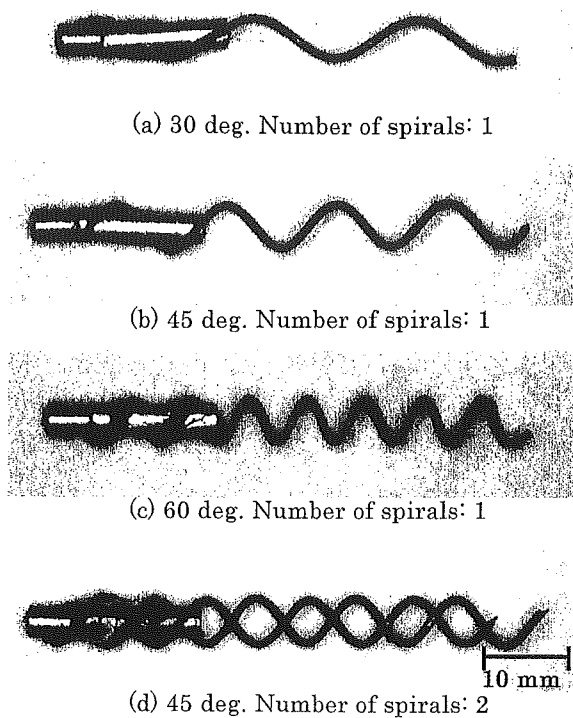 (a) 30 deg. Number of spirals: 1
(b) 45 deg. Number of spirals: 1
(c) 60 deg. Number of spirals: 1
10 mm
(d) 45 deg. Number of spirals: 2